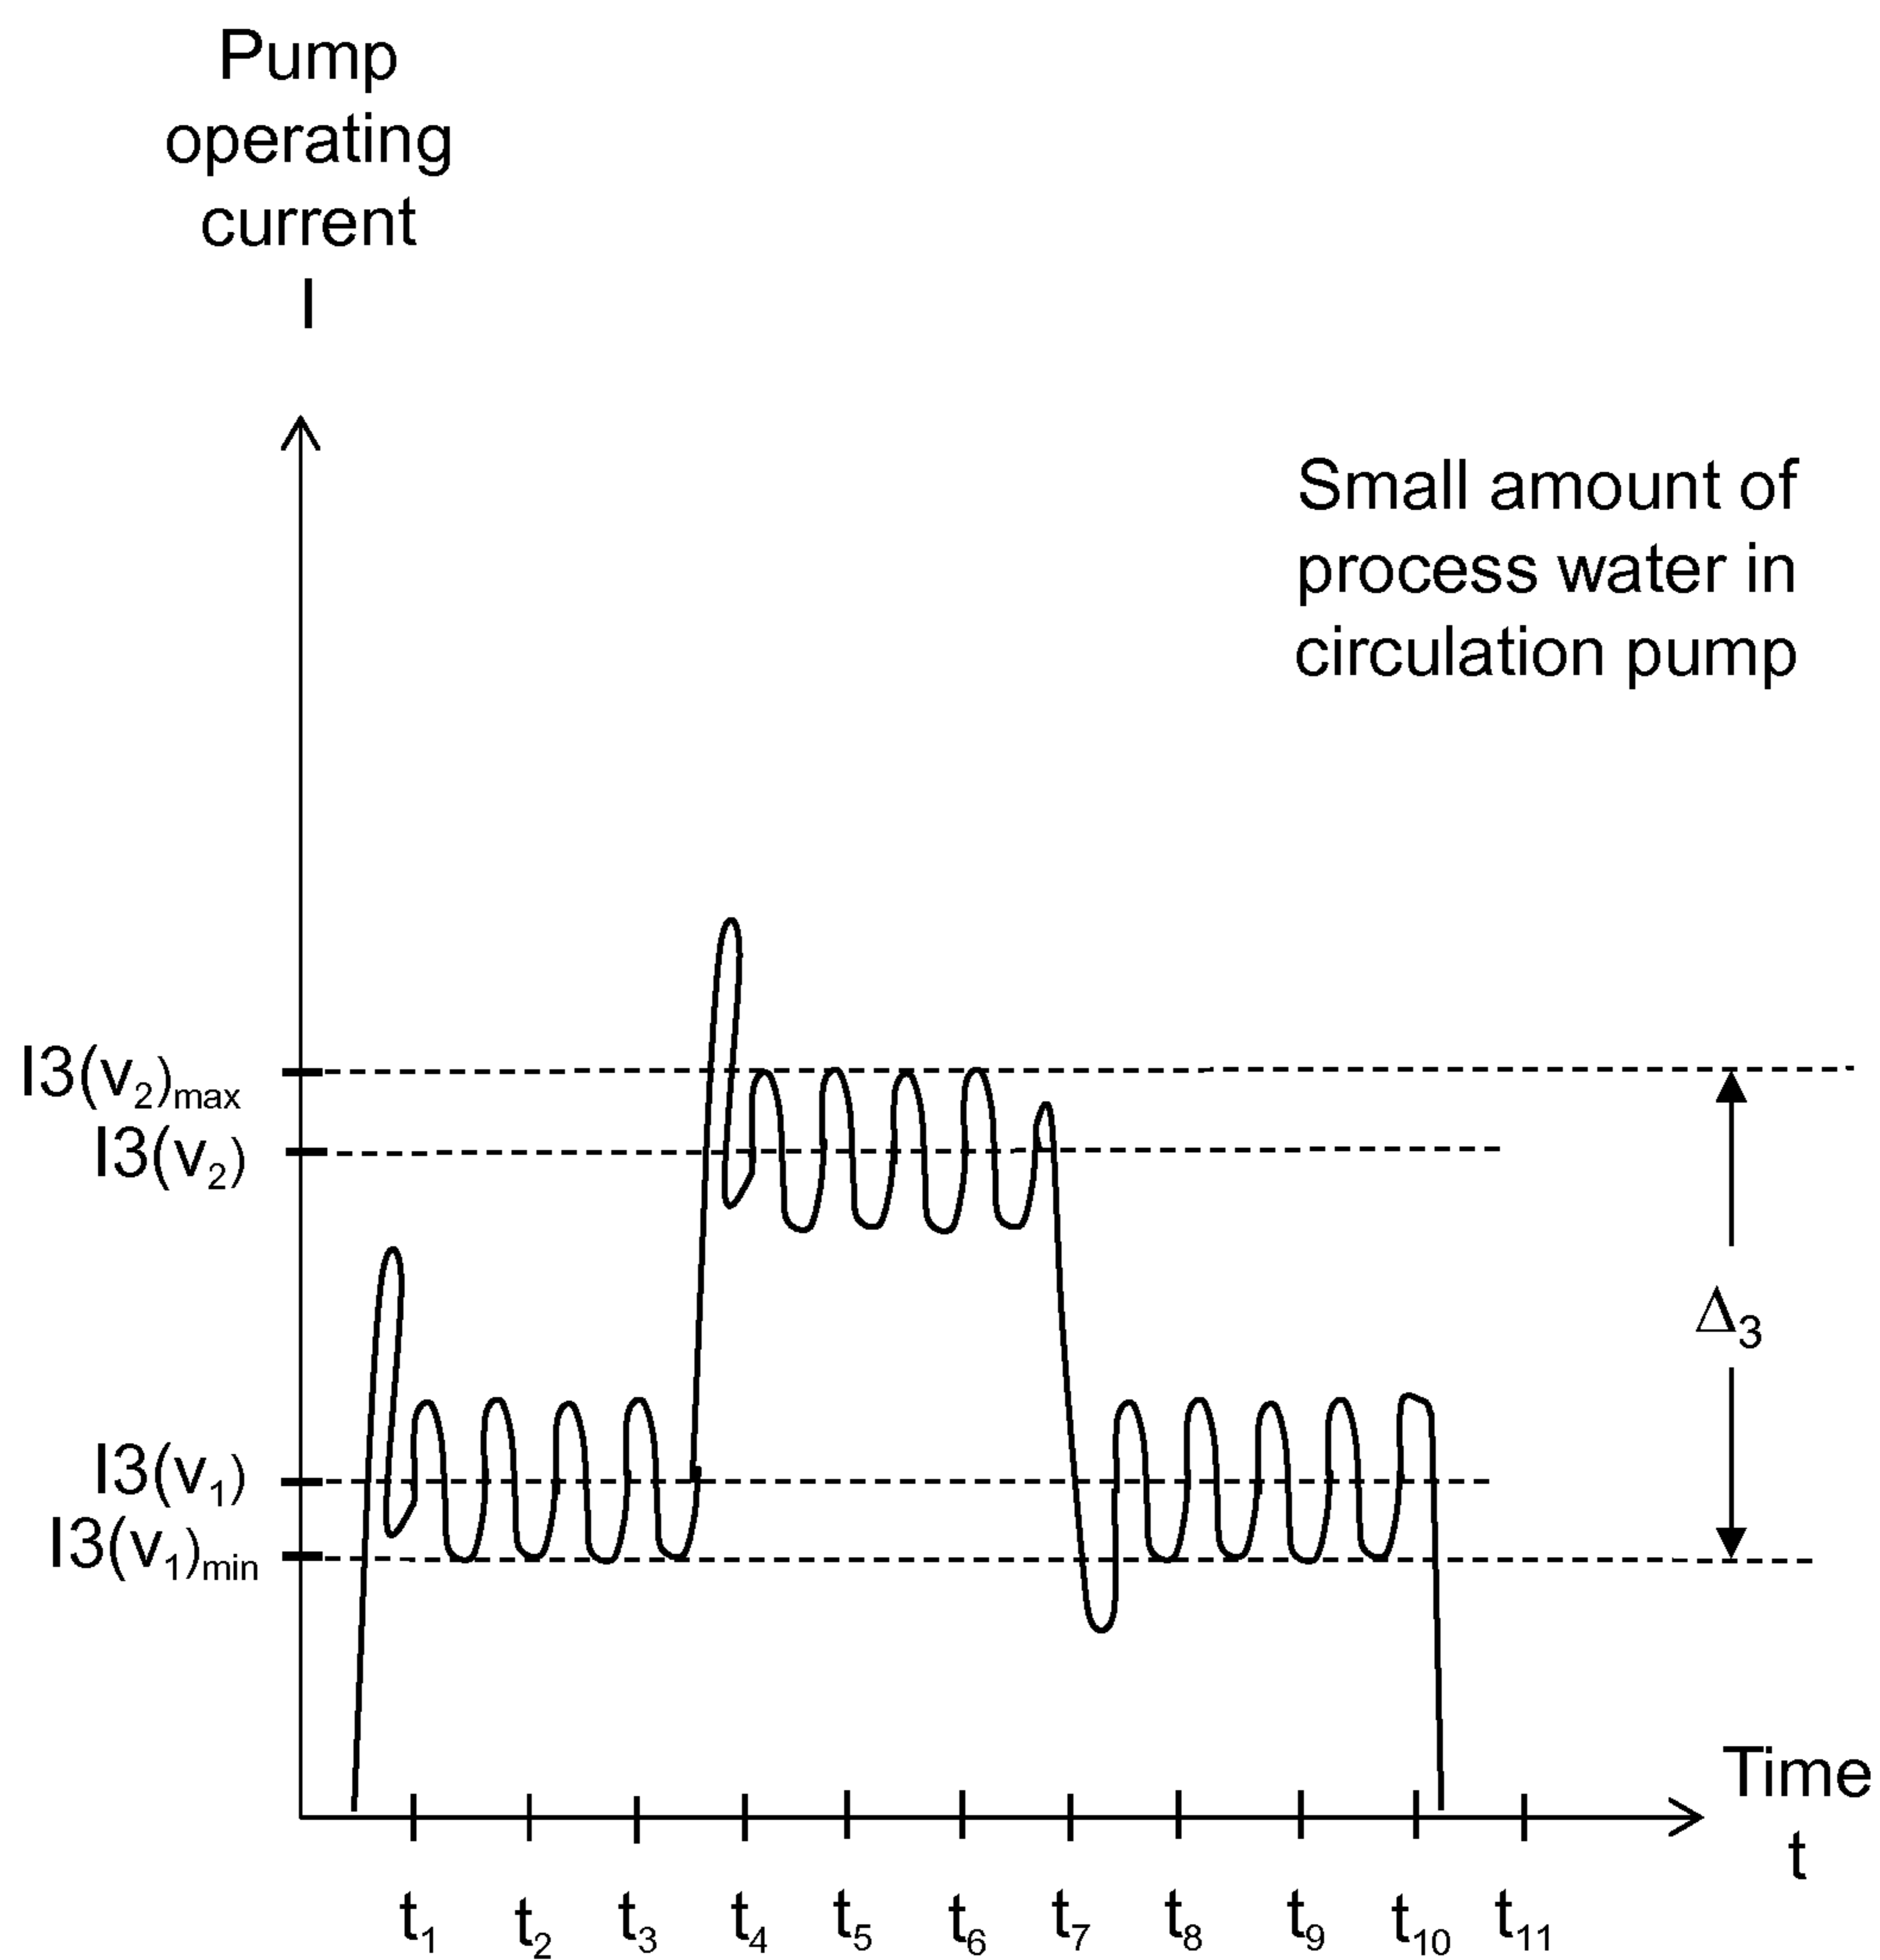 Pump
operating
current
I
Small amount of
process water in
circulation pump
I3(v₂)max
I3(v₂)
Δ₃
I3(v₁)
I3(v₁)min
Time
t
t₁ t₂ t₃ t₄ t₅ t₆ t₇ t₈ t₉ t₁₀ t₁₁